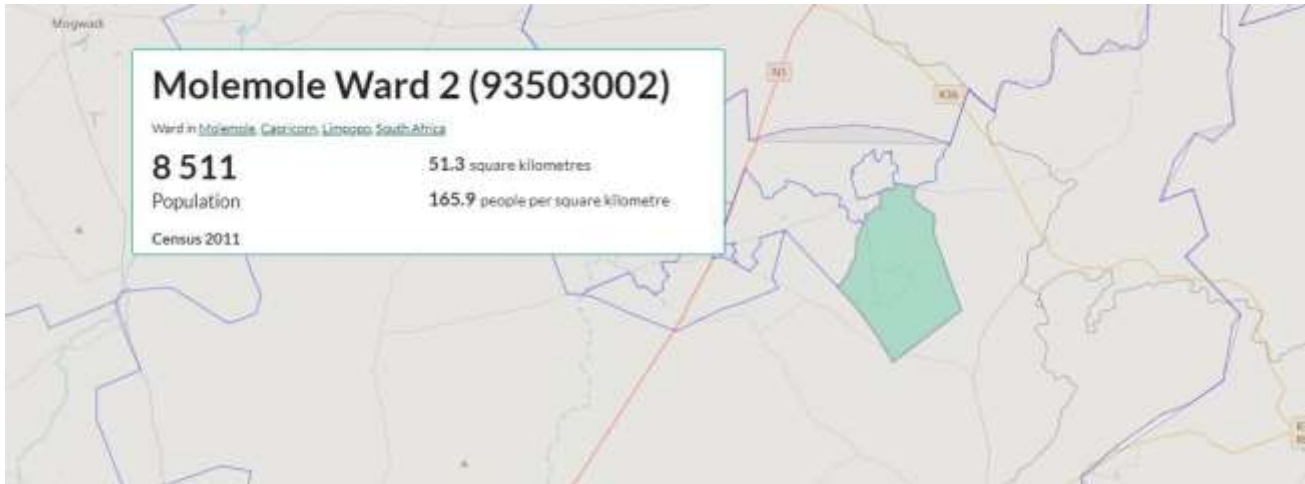 Mogwadi
Molemole Ward 2 (93503002)
Ward in Molemole, Capricorn, Limpopo, South Africa
8 511
Population
51.3 square kilometres
165.9 people per square kilometre
Census 2011
N1
R36